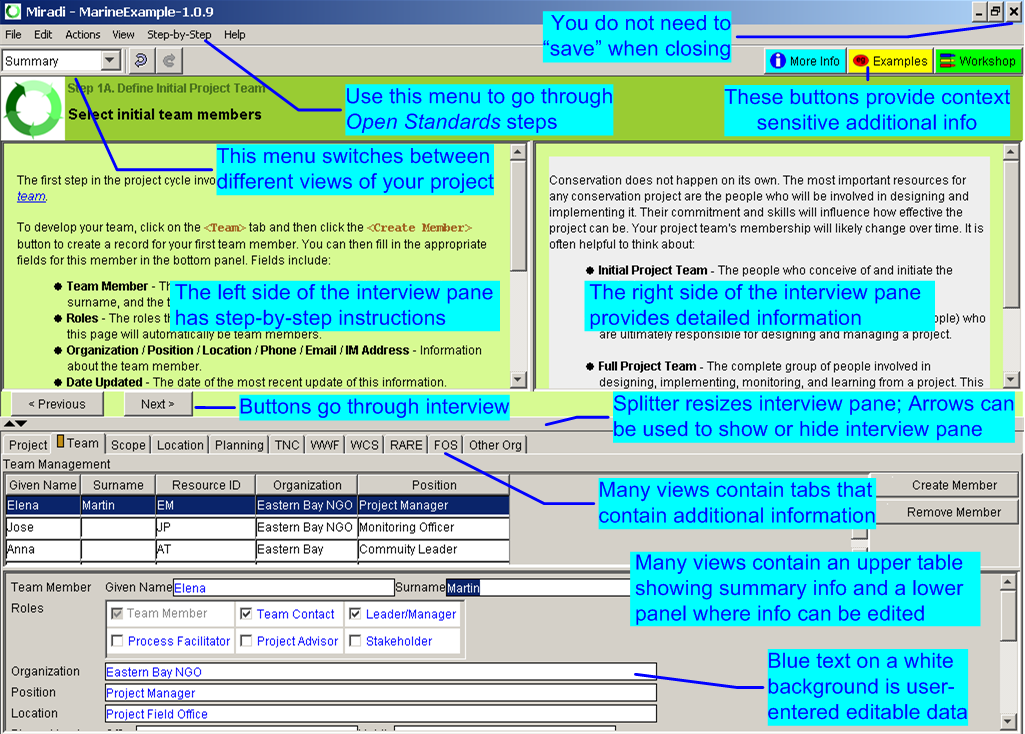 Miradi - MarineExample-1.0.9
File Edit Actions View Step-by-Step Help
You do not need to
“save” when closing
Summary
More Info Examples Workshop
Step 1A. Define Initial Project Team
Select initial team members
Use this menu to go through
Open Standards steps
These buttons provide context
sensitive additional info
This menu switches between
different views of your project
The first step in the project cycle
team.
To develop your team, click on the <Team> tab and then click the <Create Member>
button to create a record for your first team member. You can then fill in the appropriate
fields for this member in the bottom panel. Fields include:
Team Member -
surname, and the
Roles - The roles
this page will automatically be team members.
Organization / Position / Location / Phone / Email / IM Address - Information
about the team member.
Date Updated - The date of the most recent update of this information.
The left side of the interview pane
has step-by-step instructions
Conservation does not happen on its own. The most important resources for
any conservation project are the people who will be involved in designing and
implementing it. Their commitment and skills will influence how effective the
project can be. Your project team's membership will likely change over time. It is
often helpful to think about:
Initial Project Team - The people who conceive of and initiate the
who
are ultimately responsible for designing and managing a project.
Full Project Team - The complete group of people involved in
designing, implementing, monitoring, and learning from a project. This
The right side of the interview pane
provides detailed information
< Previous Next >
Buttons go through interview
Splitter resizes interview pane; Arrows can
be used to show or hide interview pane
Project Team Scope Location Planning TNC WWF WCS RARE FOS Other Org
Team Management
Given Name Surname Resource ID Organization Position
Elena Martin EM Eastern Bay NGO Project Manager
Jose JP Eastern Bay NGO Monitoring Officer
Anna AT Eastern Bay Commuity Leader
Create Member
Remove Member
Many views contain tabs that
contain additional information
Many views contain an upper table
showing summary info and a lower
panel where info can be edited
Team Member Given Name Elena Surname Martin
Roles
Team Member Team Contact Leader/Manager
Process Facilitator Project Advisor Stakeholder
Organization Eastern Bay NGO
Position Project Manager
Location Project Field Office
Blue text on a white
background is user-
entered editable data